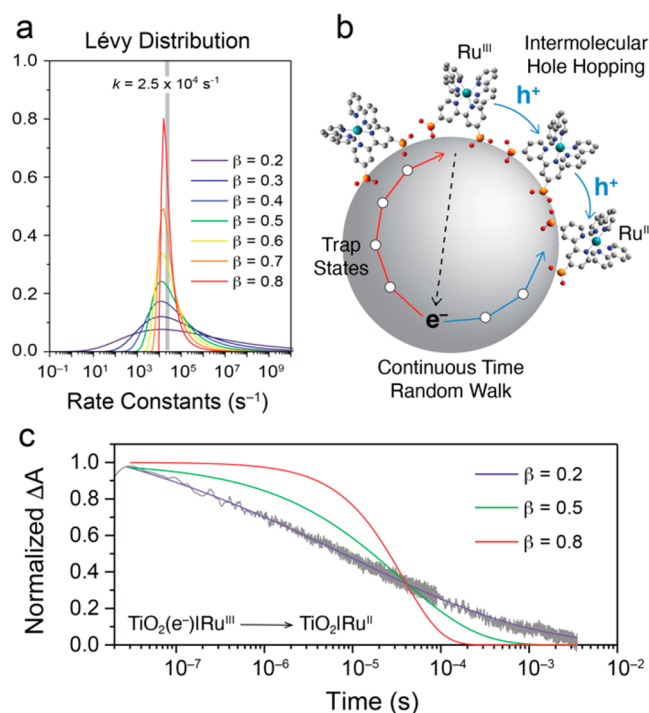 a
Lévy Distribution
k = 2.5 x 10⁴ s⁻¹
1.0
0.8
0.6
0.4
0.2
0.0
β = 0.2
β = 0.3
β = 0.4
β = 0.5
β = 0.6
β = 0.7
β = 0.8
10⁻¹ 10¹ 10³ 10⁵ 10⁷ 10⁹
Rate Constants (s⁻¹)
b
Ruᴵᴵᴵ
Intermolecular
Hole Hopping
h⁺
h⁺
Ruᴵᴵ
Trap
States
e⁻
Continuous Time
Random Walk
c
Normalized ΔA
1.0
0.8
0.6
0.4
0.2
0.0
β = 0.2
β = 0.5
β = 0.8
TiO₂(e⁻)|Ruᴵᴵᴵ ⟶ TiO₂|Ruᴵᴵ
10⁻⁷ 10⁻⁶ 10⁻⁵ 10⁻⁴ 10⁻³ 10⁻²
Time (s)